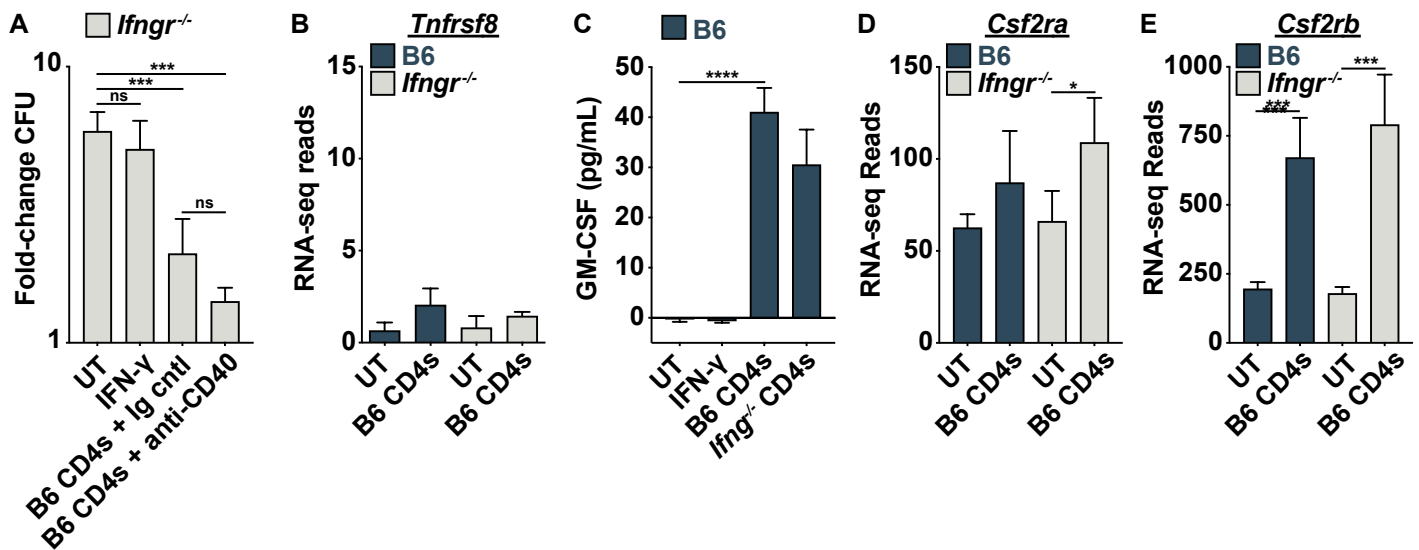 A
Ifngr-/-
Fold-change CFU
10
1
***
***
ns
ns
UT
IFN-γ
B6 CD4s + Ig cntl
B6 CD4s + anti-CD40
B
Tnfrsf8
B6
Ifngr-/-
RNA-seq reads
15
10
5
0
UT
B6 CD4s
UT
B6 CD4s
C
B6
GM-CSF (pg/mL)
50
40
30
20
10
0
****
UT
IFN-γ
B6 CD4s
Ifng-/- CD4s
D
Csf2ra
B6
Ifngr-/-
RNA-seq Reads
150
100
50
0
*
UT
B6 CD4s
UT
B6 CD4s
E
Csf2rb
B6
Ifngr-/-
RNA-seq Reads
1000
750
500
250
0
***
***
***
UT
B6 CD4s
UT
B6 CD4s